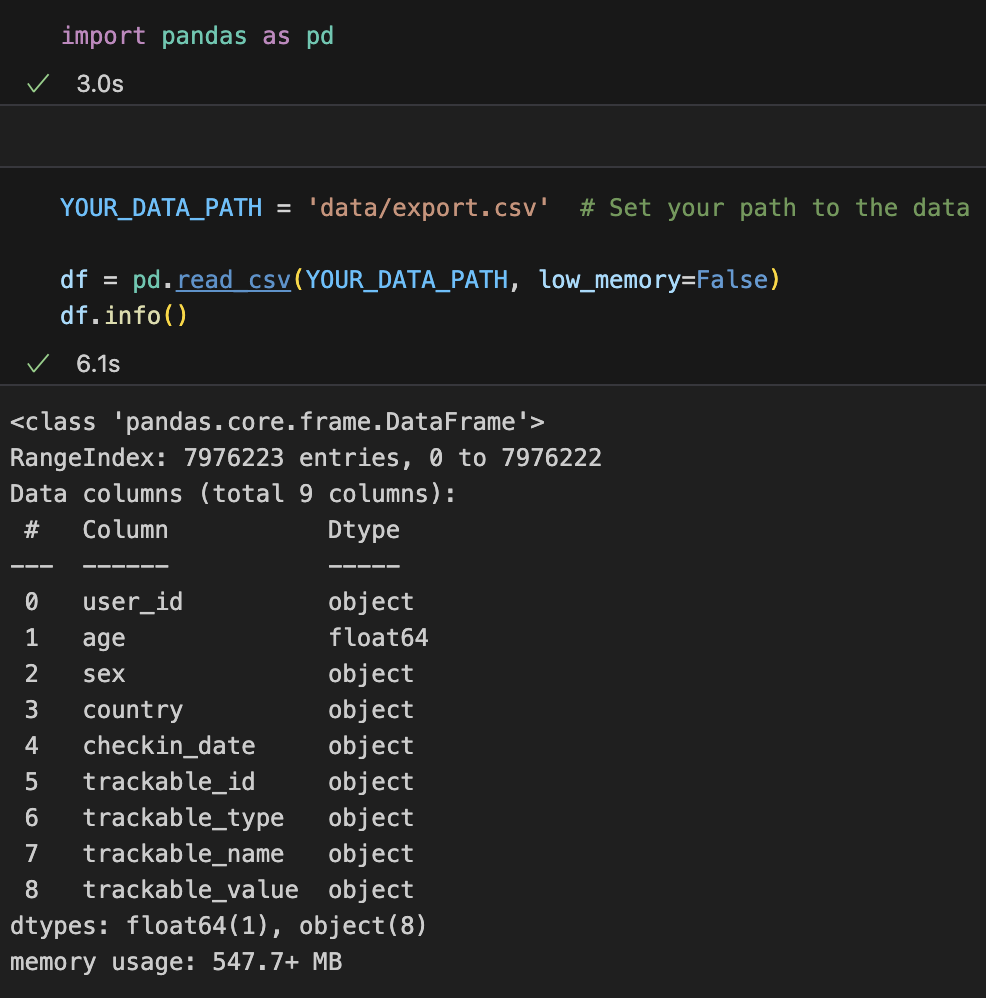 import pandas as pd
3.0s
YOUR_DATA_PATH = 'data/export.csv'  # Set your path to the data
df = pd.read_csv(YOUR_DATA_PATH, low_memory=False)
df.info()
6.1s
<class 'pandas.core.frame.DataFrame'>
RangeIndex: 7976223 entries, 0 to 7976222
Data columns (total 9 columns):
 #   Column           Dtype
---  ------           -----
 0   user_id          object
 1   age              float64
 2   sex              object
 3   country          object
 4   checkin_date     object
 5   trackable_id     object
 6   trackable_type   object
 7   trackable_name   object
 8   trackable_value  object
dtypes: float64(1), object(8)
memory usage: 547.7+ MB